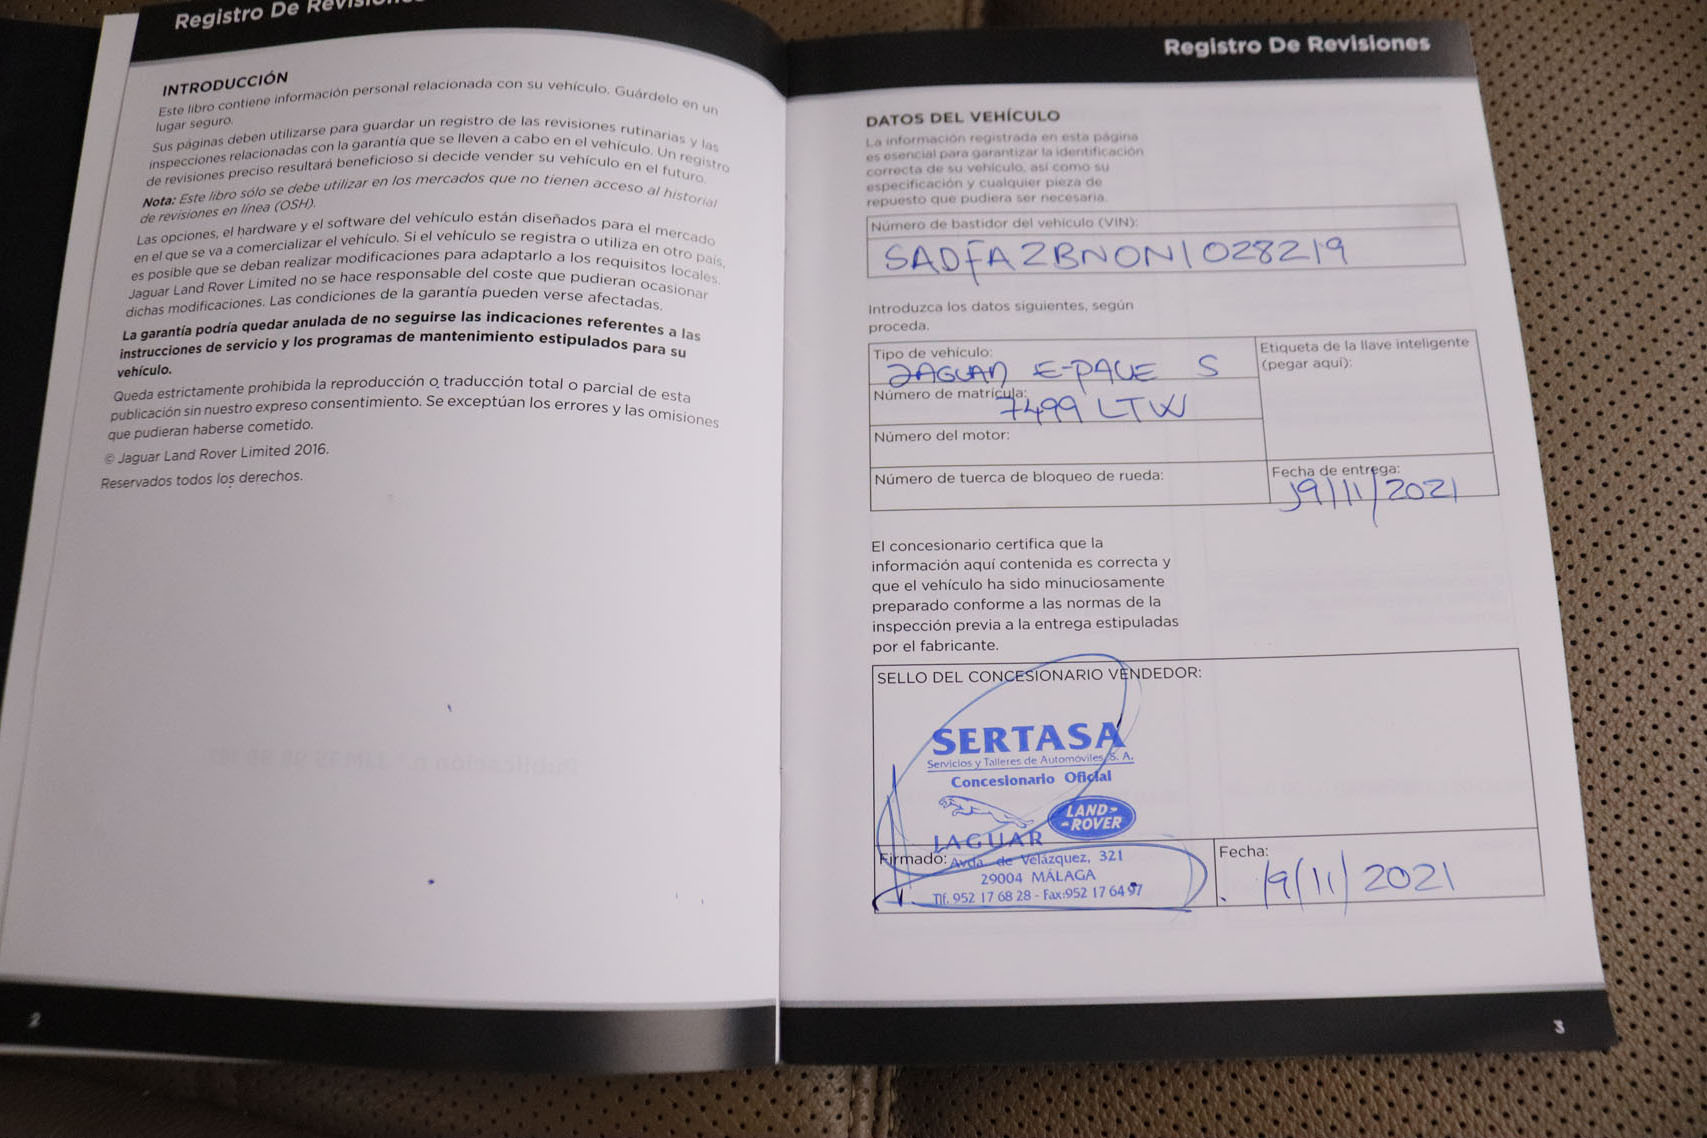 Registro De Revisiones
INTRODUCCIÓN
Este libro contiene información personal relacionada con su vehículo. Guárdelo en un
lugar seguro.
Sus páginas deben utilizarse para guardar un registro de las revisiones rutinarias y las
inspecciones relacionadas con la garantía que se lleven a cabo en el vehículo. Un registro
de revisiones preciso resultará beneficioso si decide vender su vehículo en el futuro.
Nota: Este libro sólo se debe utilizar en los mercados que no tienen acceso al historial
de revisiones en línea (OSH).
Las opciones, el hardware y el software del vehículo están diseñados para el mercado
en el que se va a comercializar el vehículo. Si el vehículo se registra o utiliza en otro país,
es posible que se deban realizar modificaciones para adaptarlo a los requisitos locales.
Jaguar Land Rover Limited no se hace responsable del coste que pudieran ocasionar
dichas modificaciones. Las condiciones de la garantía pueden verse afectadas.
La garantía podría quedar anulada de no seguirse las indicaciones referentes a las
instrucciones de servicio y los programas de mantenimiento estipulados para su
vehículo.
Queda estrictamente prohibida la reproducción o traducción total o parcial de esta
publicación sin nuestro expreso consentimiento. Se exceptúan los errores y las omisiones
que pudieran haberse cometido.
© Jaguar Land Rover Limited 2016.
Reservados todos los derechos.
2
Registro De Revisiones
DATOS DEL VEHÍCULO
La información registrada en esta página
es esencial para garantizar la identificación
correcta de su vehículo, así como su
especificación y cualquier pieza de
repuesto que pudiera ser necesaria.
Número de bastidor del vehículo (VIN):
SADFA2BN0N1028219
Introduzca los datos siguientes, según
proceda.
Tipo de vehículo:
JAGUAR E-PACE S
Etiqueta de la llave inteligente
(pegar aquí):
Número de matrícula:
7499 LTW
Número del motor:
Número de tuerca de bloqueo de rueda:
Fecha de entrega:
19/11/2021
El concesionario certifica que la
información aquí contenida es correcta y
que el vehículo ha sido minuciosamente
preparado conforme a las normas de la
inspección previa a la entrega estipuladas
por el fabricante.
SELLO DEL CONCESIONARIO VENDEDOR:
SERTASA
Servicios y Talleres de Automóviles, S. A.
Concesionario Oficial
JAGUAR
LAND-
-ROVER
Firmado:
Avda. de Velázquez, 321
29004 MÁLAGA
Tlf. 952 17 68 28 - Fax: 952 17 64 97
Fecha:
19/11/2021
3